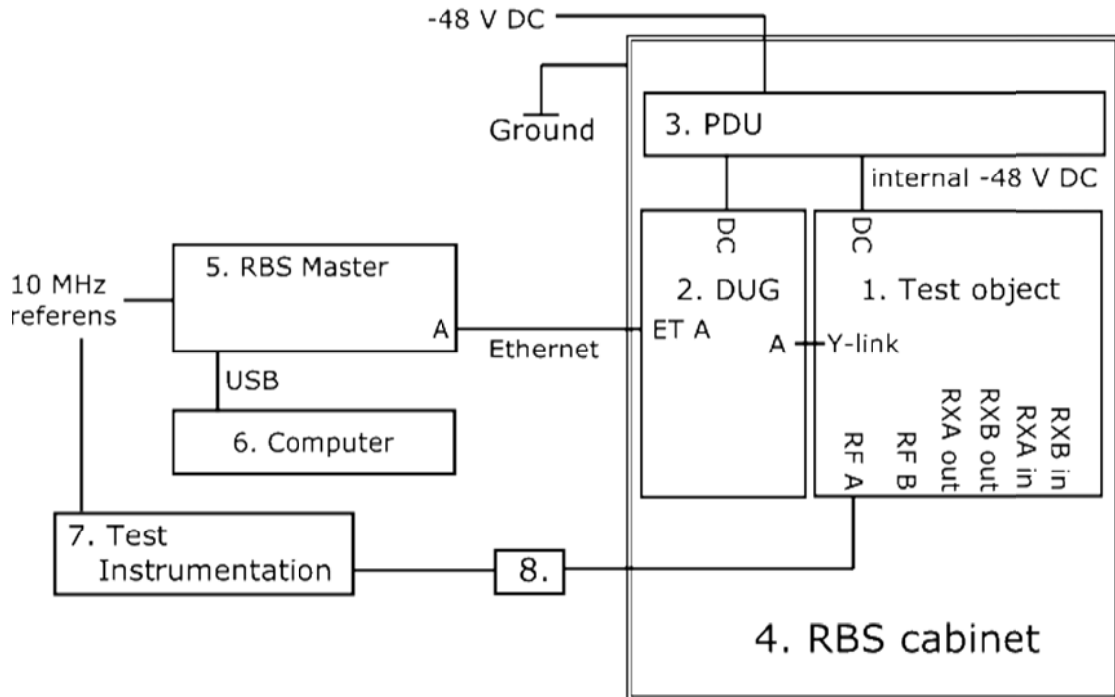 -48 V DC
Ground
3. PDU
internal -48 V DC
DC
DC
5. RBS Master
10 MHz
referens
2. DUG
1. Test object
A
Ethernet
ET A
A
Y-link
USB
6. Computer
RF A
RF B
RXA out
RXB out
RXA in
RXB in
7. Test
Instrumentation
8.
4. RBS cabinet